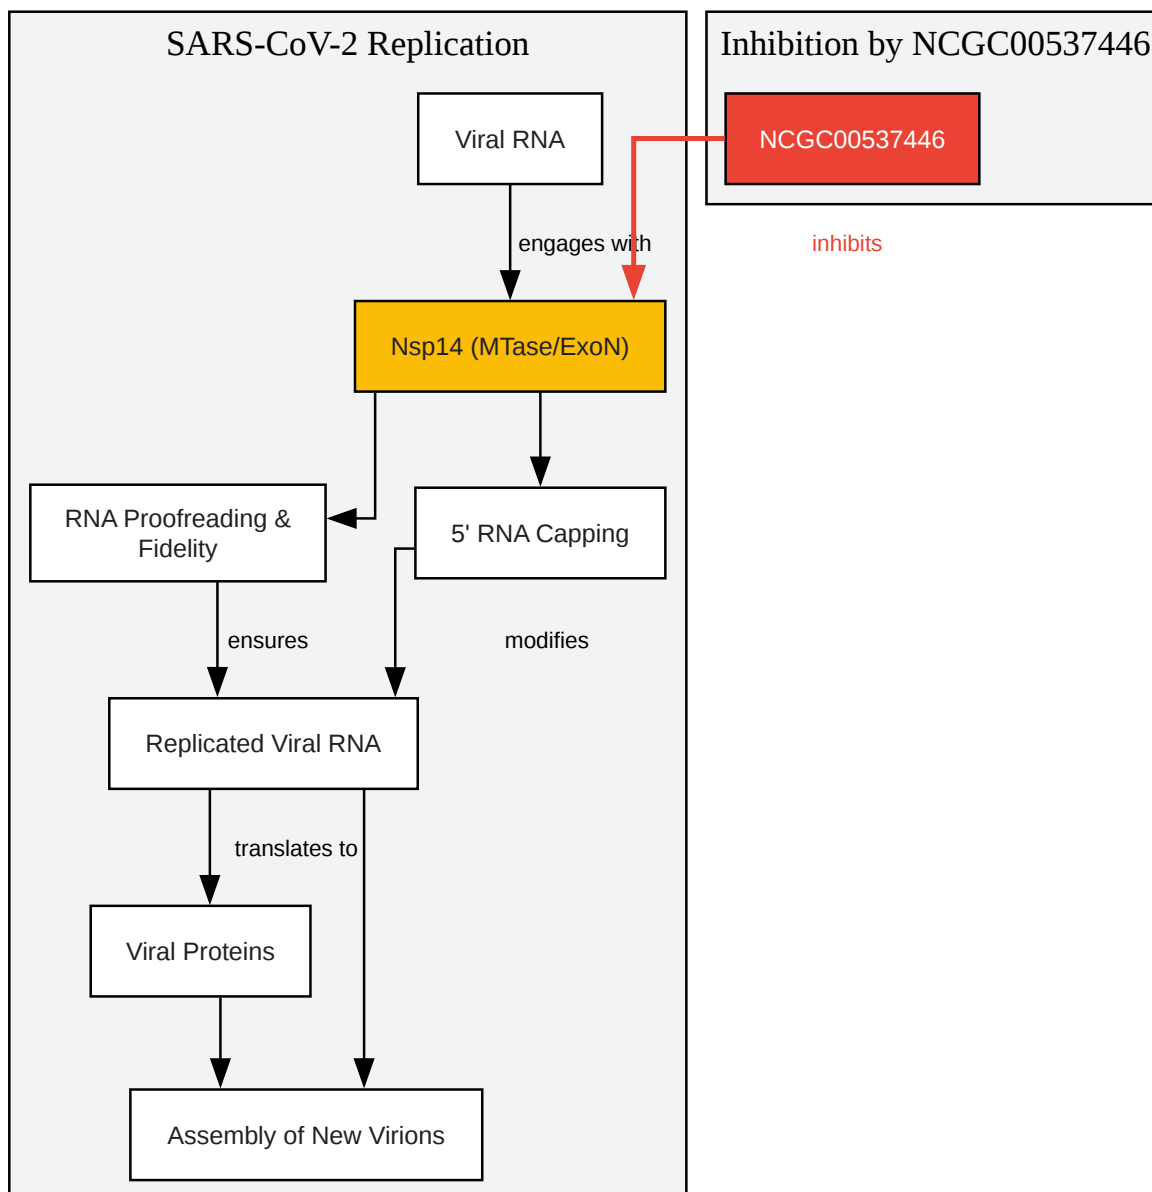 SARS-CoV-2 Replication
Inhibition by NCGC00537446
Viral RNA
NCGC00537446
engages with
inhibits
Nsp14 (MTase/ExoN)
RNA Proofreading &
Fidelity
5' RNA Capping
ensures
modifies
Replicated Viral RNA
translates to
Viral Proteins
Assembly of New Virions